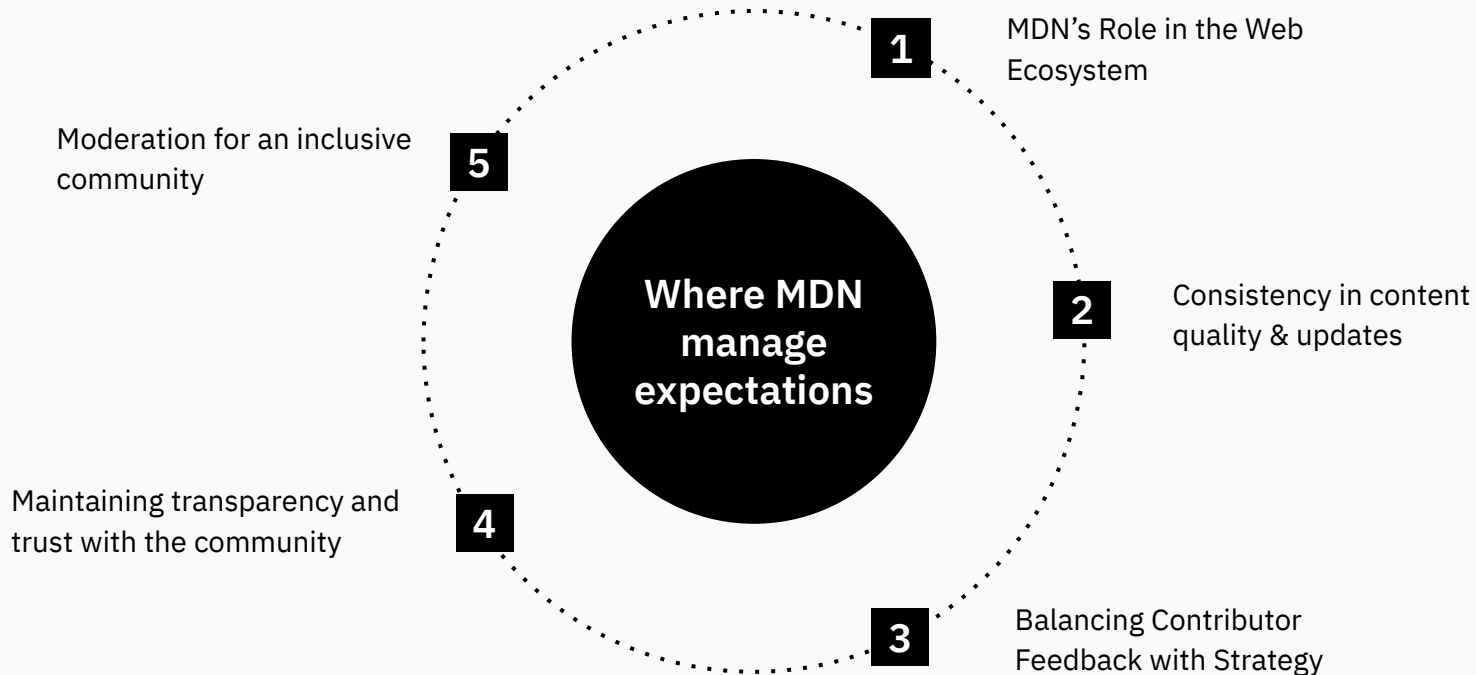 Where MDN
manage
expectations
1
MDN’s Role in the Web
Ecosystem
2
Consistency in content
quality & updates
3
Balancing Contributor
Feedback with Strategy
4
Maintaining transparency and
trust with the community
5
Moderation for an inclusive
community